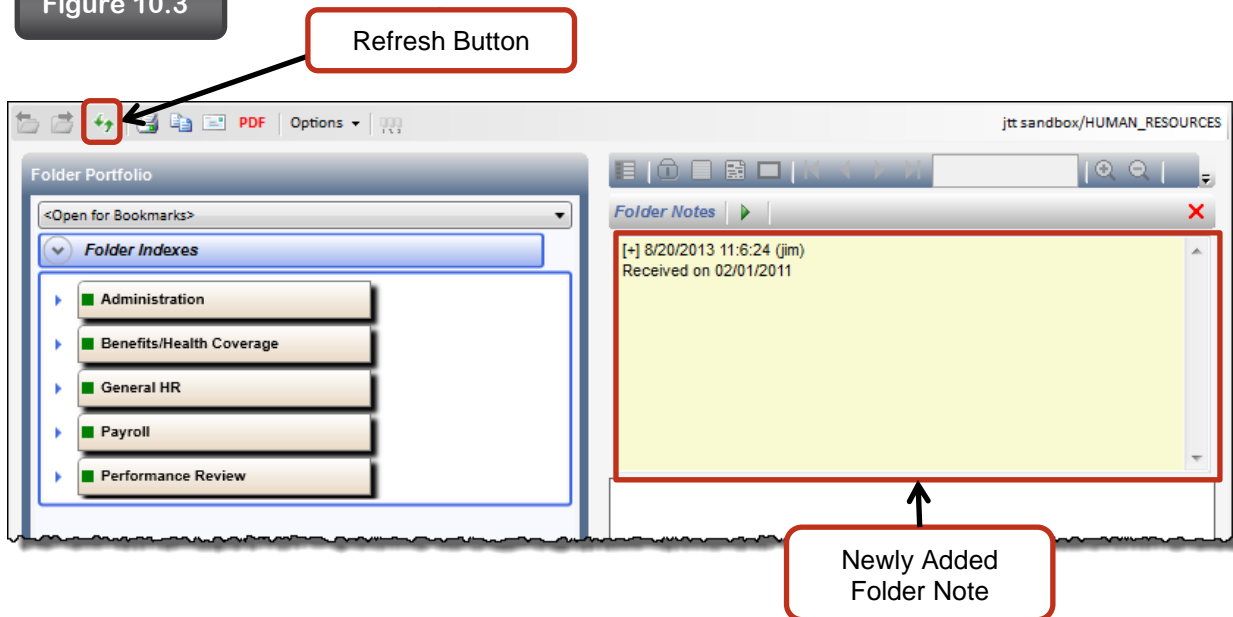 Figure 10.3
Refresh Button
PDF Options
jtt sandbox/HUMAN_RESOURCES
Folder Portfolio
<Open for Bookmarks>
Folder Indexes
Administration
Benefits/Health Coverage
General HR
Payroll
Performance Review
Folder Notes
[+] 8/20/2013 11:6:24 (jim)
Received on 02/01/2011
Newly Added
Folder Note